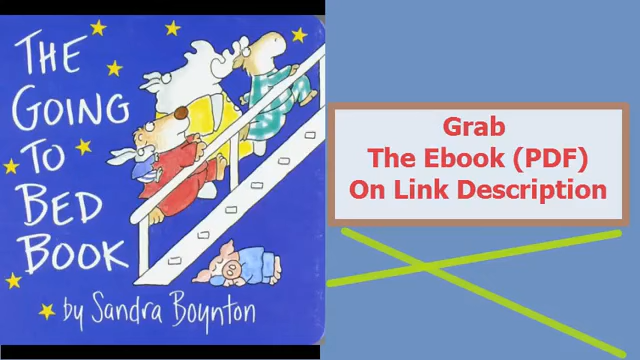 THE
GOING
TO
BED
BOOK
by Sandra Boynton
Grab
The Ebook (PDF)
On Link Description